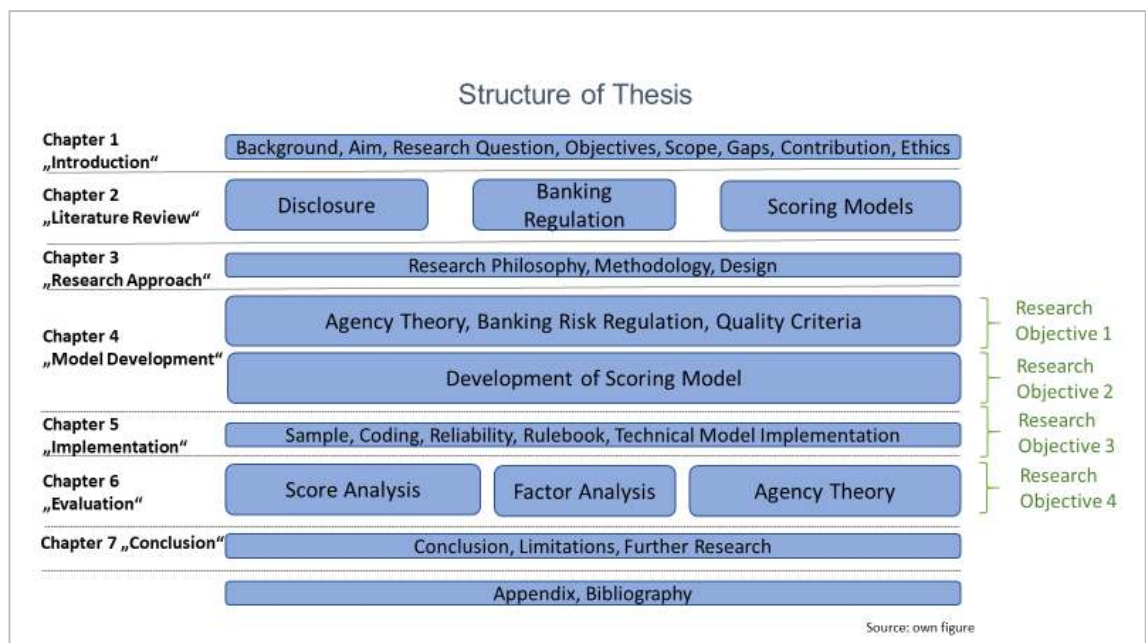 Structure of Thesis
Chapter 1
„Introduction“
Background, Aim, Research Question, Objectives, Scope, Gaps, Contribution, Ethics
Chapter 2
„Literature Review“
Disclosure
Banking
Regulation
Scoring Models
Chapter 3
„Research Approach“
Research Philosophy, Methodology, Design
Chapter 4
„Model Development“
Agency Theory, Banking Risk Regulation, Quality Criteria
Research
Objective 1
Development of Scoring Model
Research
Objective 2
Chapter 5
„Implementation“
Sample, Coding, Reliability, Rulebook, Technical Model Implementation
Research
Objective 3
Chapter 6
„Evaluation“
Score Analysis
Factor Analysis
Agency Theory
Research
Objective 4
Chapter 7 „Conclusion“
Conclusion, Limitations, Further Research
Appendix, Bibliography
Source: own figure